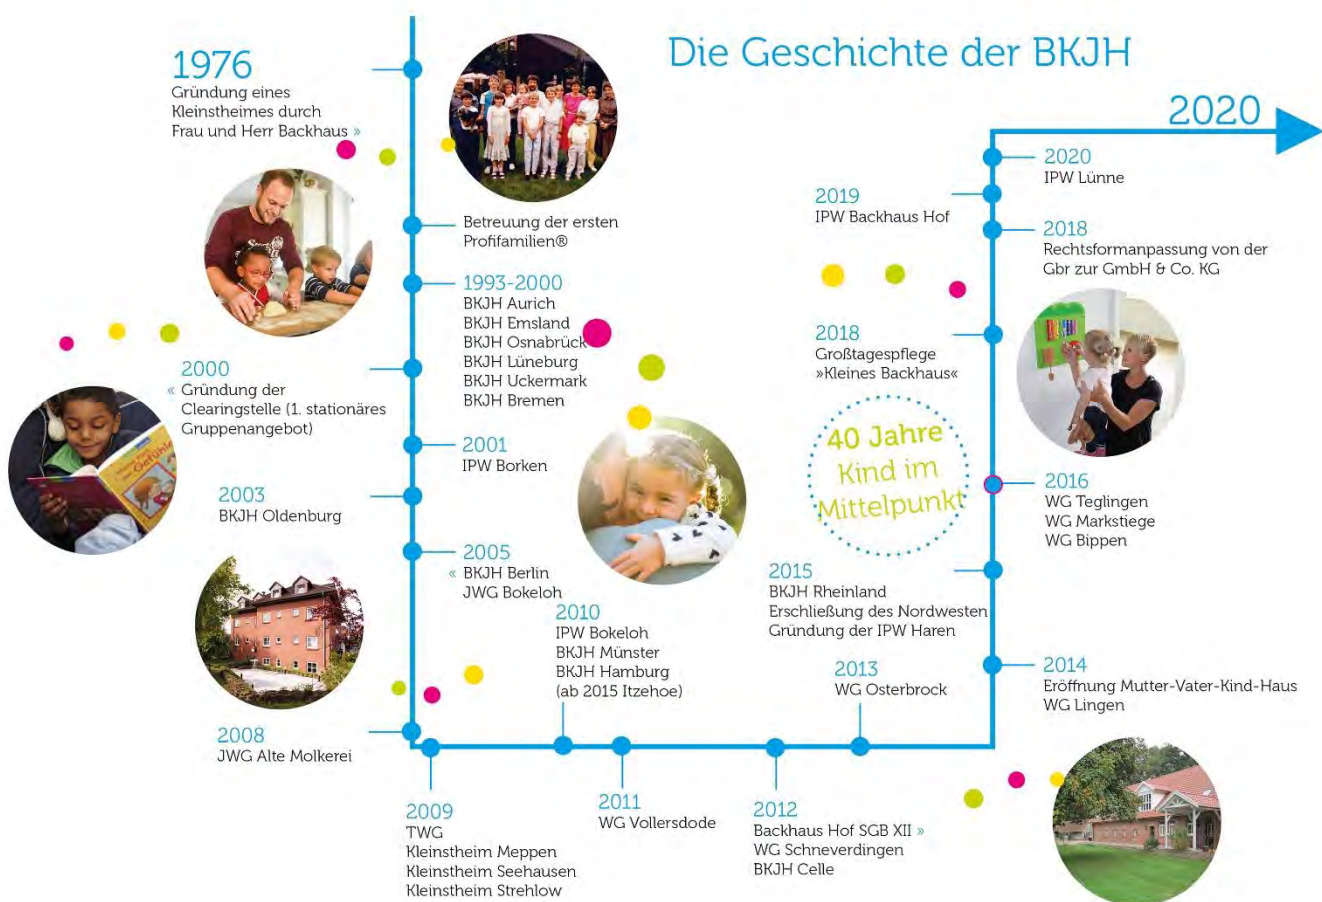 Die Geschichte der BKJH
1976
Gründung eines
Kleinstheimes durch
Frau und Herr Backhaus »
Betreuung der ersten
Profifamilien®
1993-2000
BKJH Aurich
BKJH Emsland
BKJH Osnabrück
BKJH Lüneburg
BKJH Uckermark
BKJH Bremen
2000
« Gründung der
Clearingstelle (1. stationäres
Gruppenangebot)
2001
IPW Borken
2003
BKJH Oldenburg
2005
« BKJH Berlin
JWG Bokeloh
2008
JWG Alte Molkerei
2009
TWG
Kleinstheim Meppen
Kleinstheim Seehausen
Kleinstheim Strehlow
2010
IPW Bokeloh
BKJH Münster
BKJH Hamburg
(ab 2015 Itzehoe)
2011
WG Vollersdode
2012
Backhaus Hof SGB XII »
WG Schneverdingen
BKJH Celle
2013
WG Osterbrock
2014
Eröffnung Mutter-Vater-Kind-Haus
WG Lingen
2015
BKJH Rheinland
Erschließung des Nordwesten
Gründung der IPW Haren
2016
WG Teglingen
WG Markstiege
WG Bippen
40 Jahre
Kind im
Mittelpunkt
2018
Großtagespflege
»Kleines Backhaus«
2018
Rechtsformanpassung von der
Gbr zur GmbH & Co. KG
2019
IPW Backhaus Hof
2020
IPW Lünne
2020
Gefühle